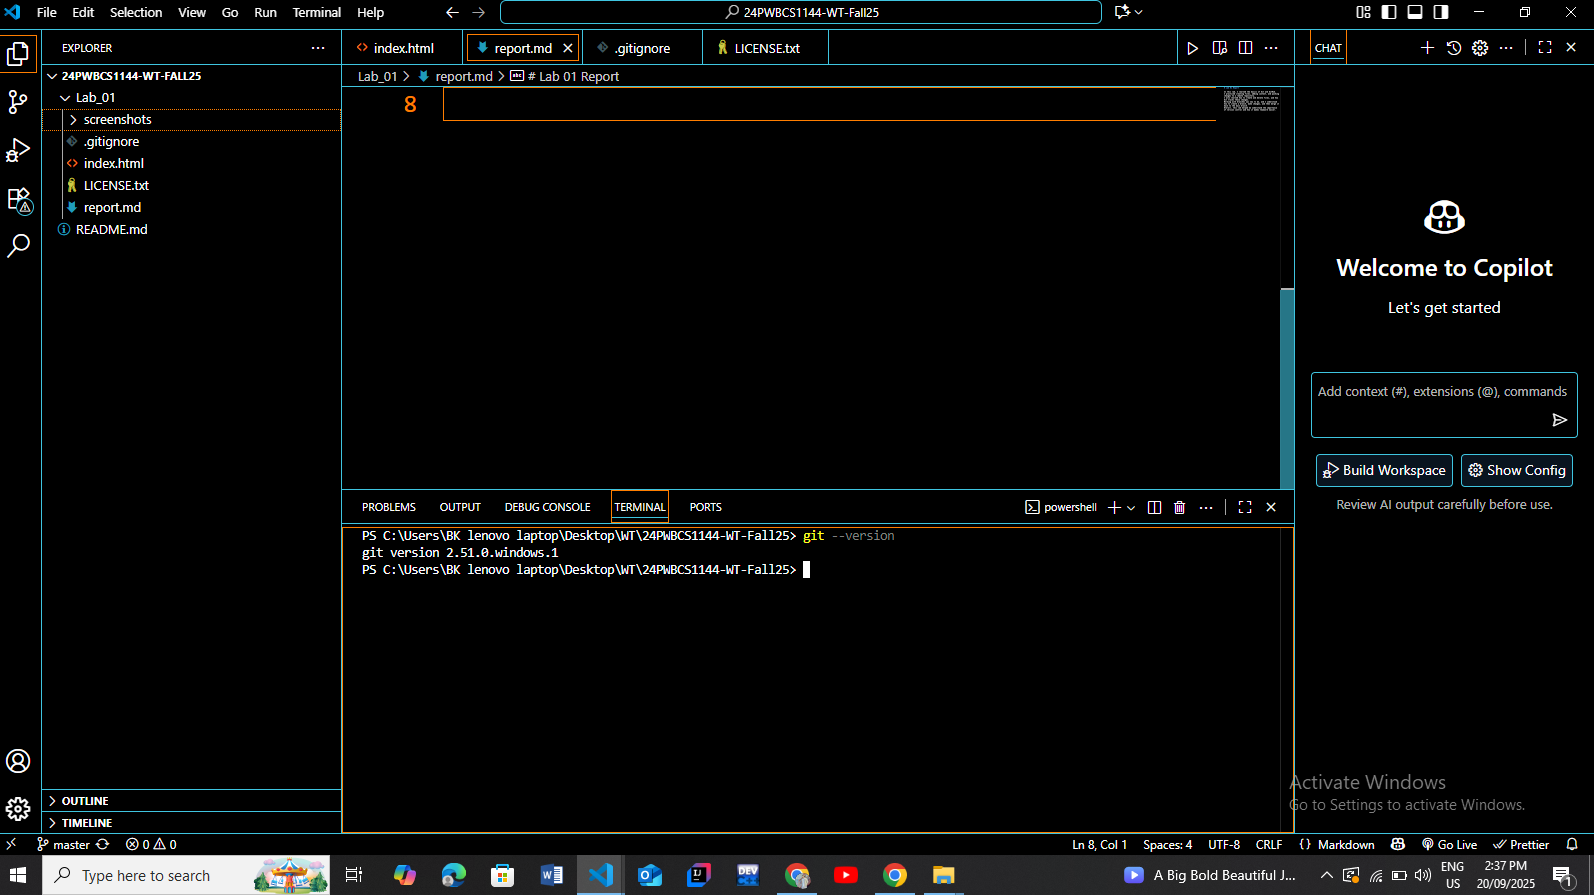 File Edit Selection View Go Run Terminal Help
24PWBCS1144-WT-Fall25
EXPLORER
24PWBCS1144-WT-FALL25
Lab_01
screenshots
.gitignore
index.html
LICENSE.txt
report.md
README.md
OUTLINE
TIMELINE
index.html report.md .gitignore LICENSE.txt
Lab_01 > report.md > # Lab 01 Report
8
PROBLEMS OUTPUT DEBUG CONSOLE TERMINAL PORTS
powershell
PS C:\Users\BK lenovo laptop\Desktop\WT\24PWBCS1144-WT-Fall25> git --version
git version 2.51.0.windows.1
PS C:\Users\BK lenovo laptop\Desktop\WT\24PWBCS1144-WT-Fall25>
CHAT
Welcome to Copilot
Let's get started
Add context (#), extensions (@), commands
Build Workspace Show Config
Review AI output carefully before use.
Activate Windows
Go to Settings to activate Windows.
master 0 0
Ln 8, Col 1 Spaces: 4 UTF-8 CRLF {} Markdown Go Live Prettier
Type here to search
DEV
A Big Bold Beautiful J...
ENG
US
2:37 PM
20/09/2025
1